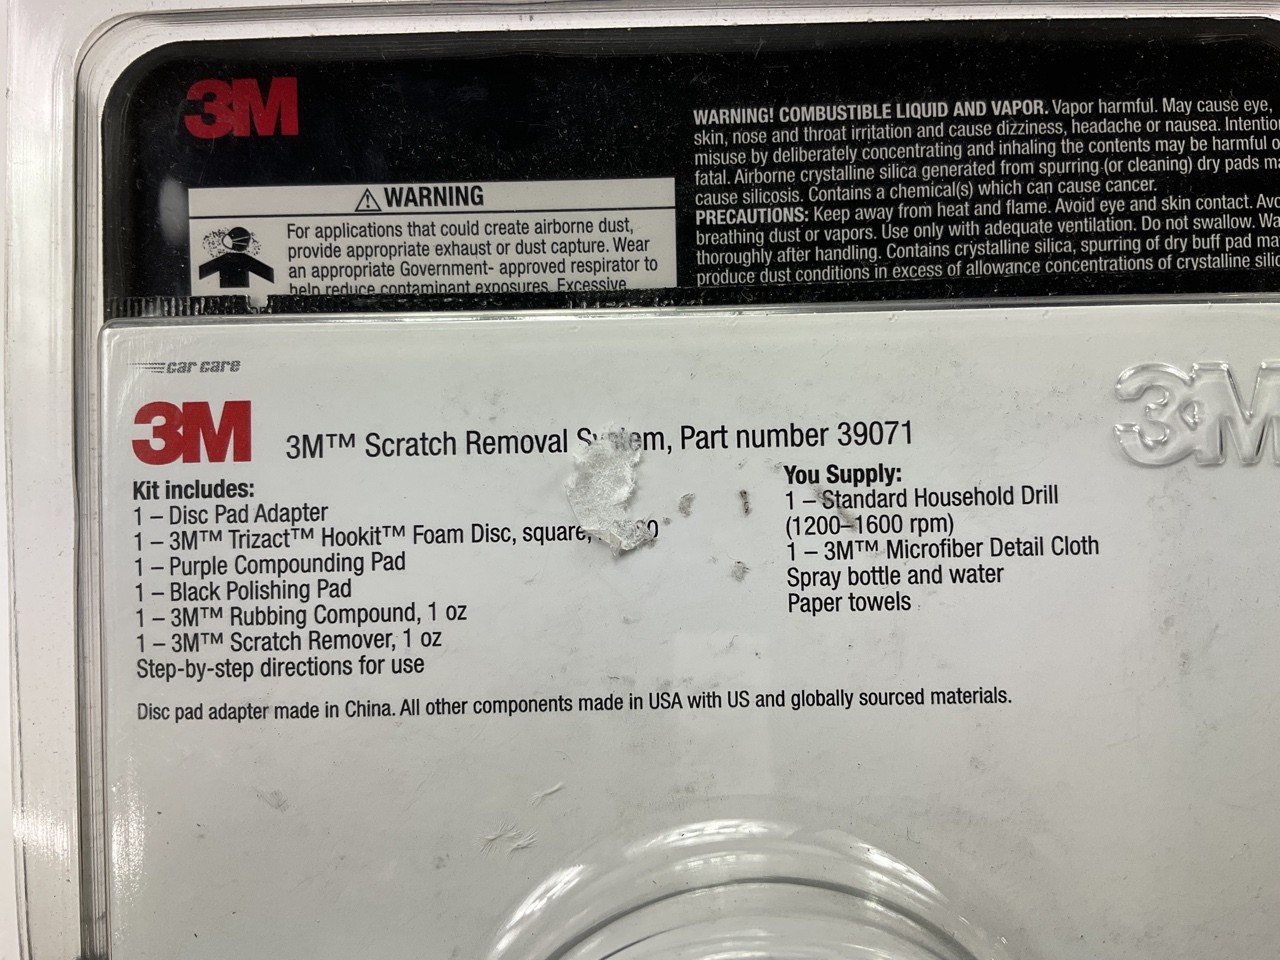 3M
WARNING
For applications that could create airborne dust,
provide appropriate exhaust or dust capture. Wear
an appropriate Government- approved respirator to
help reduce contaminant exposures. Excessive
WARNING! COMBUSTIBLE LIQUID AND VAPOR. Vapor harmful. May cause eye,
skin, nose and throat irritation and cause dizziness, headache or nausea.
misuse by deliberately concentrating and inhaling the contents may be harmful
fatal. Airborne crystalline silica generated from spurring (or cleaning) dry pads
cause silicosis. Contains a chemical(s) which can cause cancer.
PRECAUTIONS: Keep away from heat and flame. Avoid eye and skin contact.
breathing dust or vapors. Use only with adequate ventilation. Do not swallow.
thoroughly after handling. Contains crystalline silica, spurring of dry buff pad
produce dust conditions in excess of allowance concentrations of crystalline
car care
3M
3M™ Scratch Removal System, Part number 39071
3M
Kit includes:
1 – Disc Pad Adapter
1 – 3M™ Trizact™ Hookit™ Foam Disc, square,
1 – Purple Compounding Pad
1 – Black Polishing Pad
1 – 3M™ Rubbing Compound, 1 oz
1 – 3M™ Scratch Remover, 1 oz
Step-by-step directions for use
You Supply:
1 – Standard Household Drill
(1200–1600 rpm)
1 – 3M™ Microfiber Detail Cloth
Spray bottle and water
Paper towels
Disc pad adapter made in China. All other components made in USA with US and globally sourced materials.